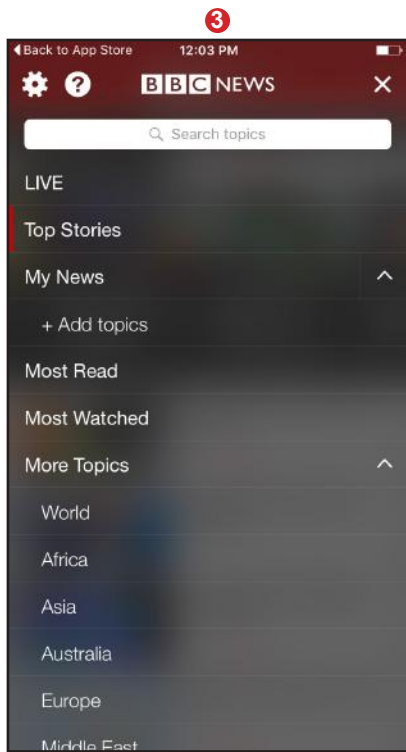 3
Back to App Store 12:03 PM
? BBC NEWS
Search topics
LIVE
Top Stories
My News
+ Add topics
Most Read
Most Watched
More Topics
World
Africa
Asia
Australia
Europe
Middle East